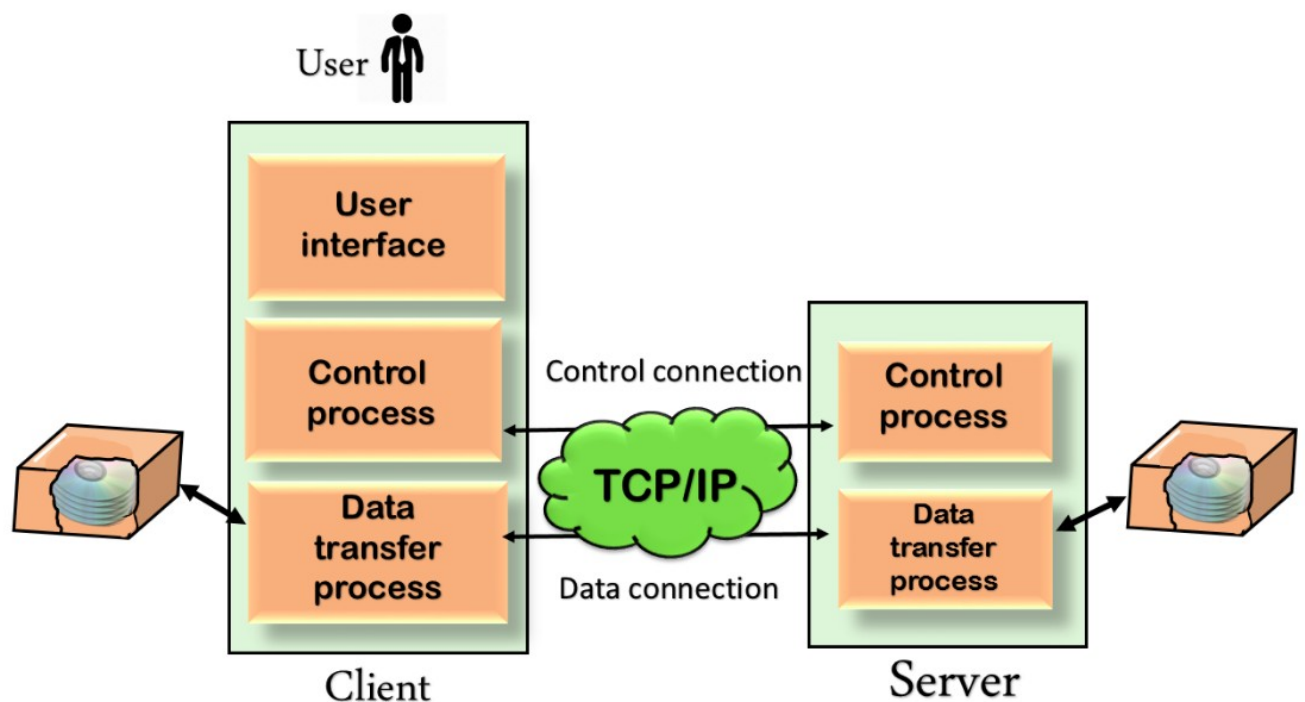 User
User
interface
Control
process
Data
transfer
process
Client
Control connection
TCP/IP
Data connection
Control
process
Data
transfer
process
Server